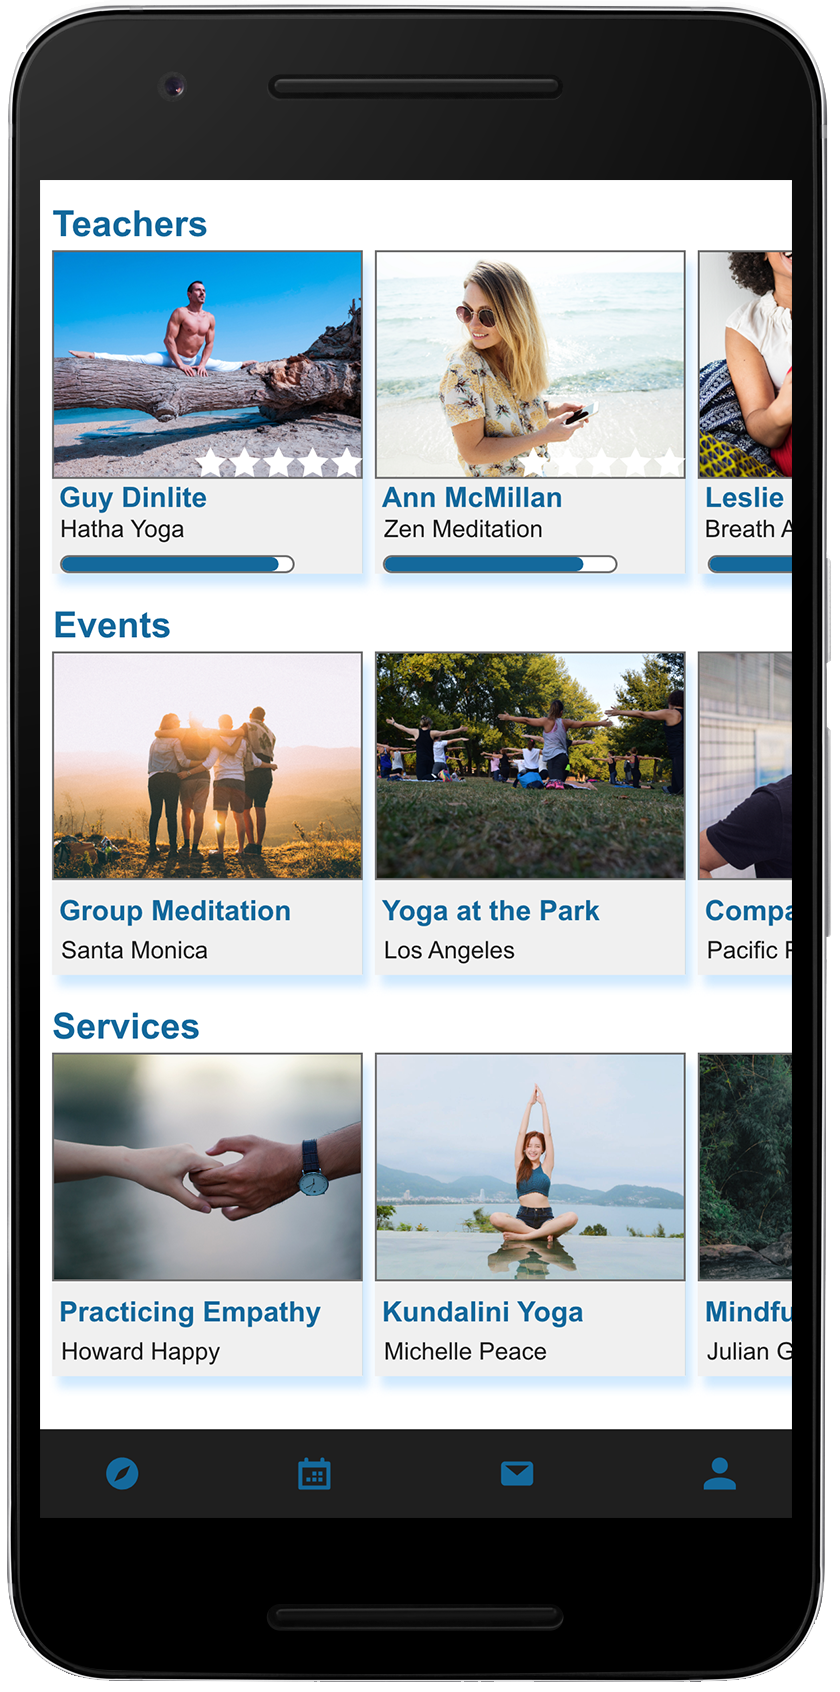 Teachers
Guy Dinlite
Hatha Yoga
Ann McMillan
Zen Meditation
Leslie
Breath
Events
Group Meditation
Santa Monica
Yoga at the Park
Los Angeles
Compa
Pacific
Services
Practicing Empathy
Howard Happy
Kundalini Yoga
Michelle Peace
Mindfu
Julian G